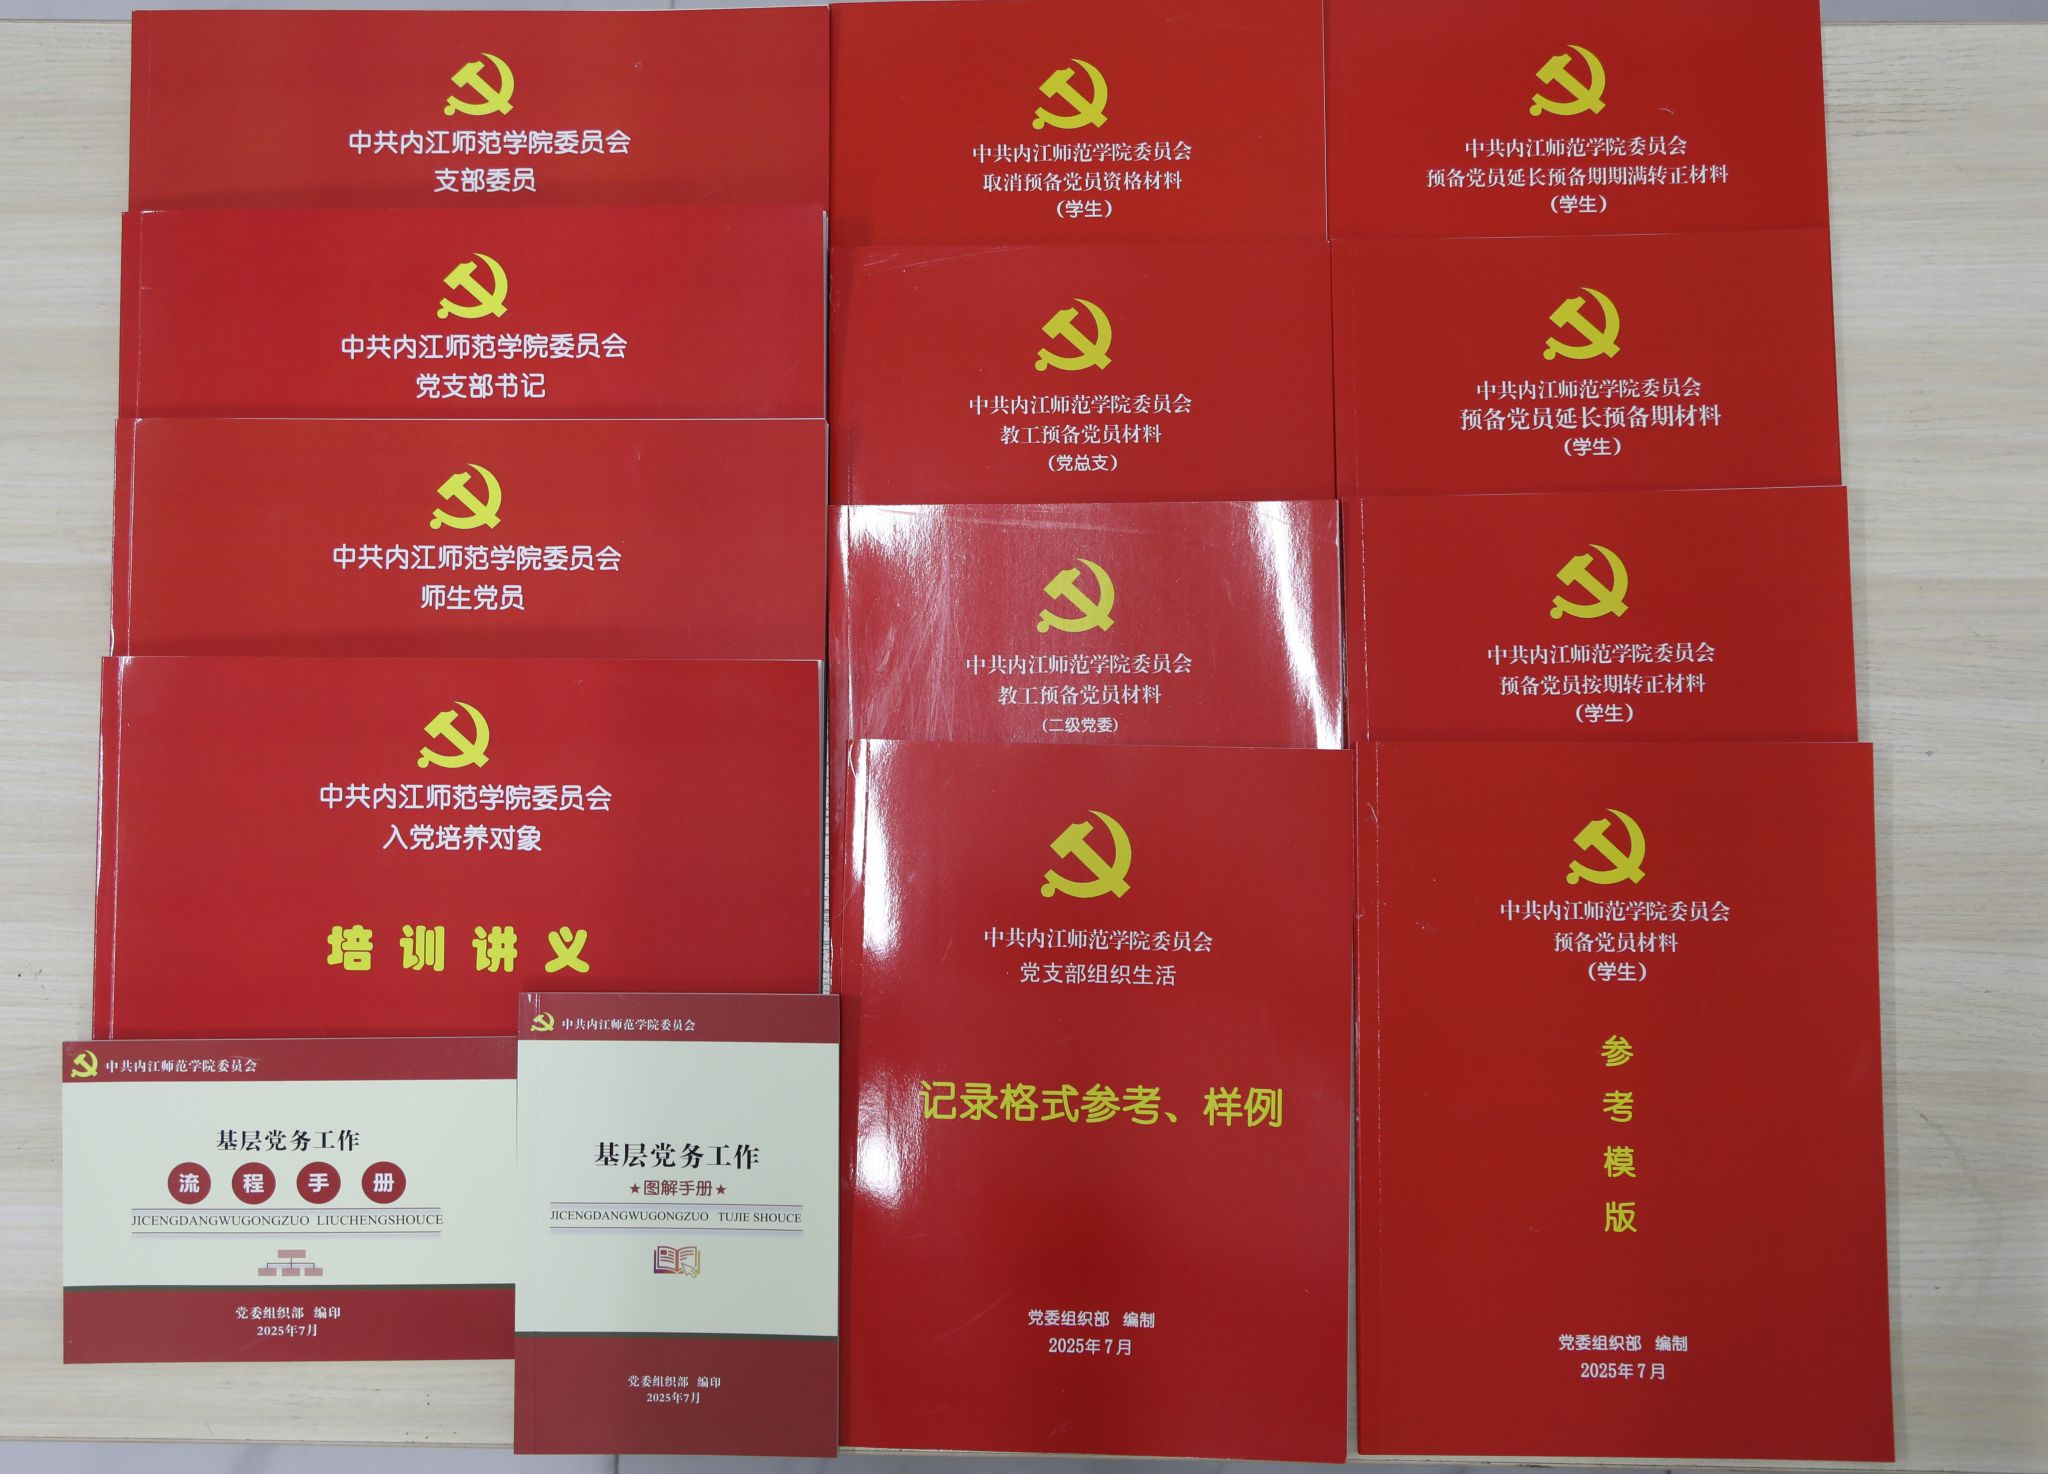 中共内江师范学院委员会
支部委员
中共内江师范学院委员会
党支部书记
中共内江师范学院委员会
师生党员
中共内江师范学院委员会
入党培养对象
培训讲义
中共内江师范学院委员会
基层党务工作
流程手册
JICENGDANGWUGONGZUO LIUCHENGSHOUCE
党委组织部 编印
2025年7月
中共内江师范学院委员会
基层党务工作
★图解手册★
JICENGDANGWUGONGZUO TUJIE SHOUCE
党委组织部 编印
2025年7月
中共内江师范学院委员会
取消预备党员资格材料
（学生）
中共内江师范学院委员会
教工预备党员材料
（党总支）
中共内江师范学院委员会
教工预备党员材料
（二级党委）
中共内江师范学院委员会
党支部组织生活
记录格式参考、样例
党委组织部 编制
2025年7月
中共内江师范学院委员会
预备党员延长预备期期满转正材料
（学生）
中共内江师范学院委员会
预备党员延长预备期材料
（学生）
中共内江师范学院委员会
预备党员按期转正材料
（学生）
中共内江师范学院委员会
预备党员材料
（学生）
参
考
模
版
党委组织部 编制
2025年7月